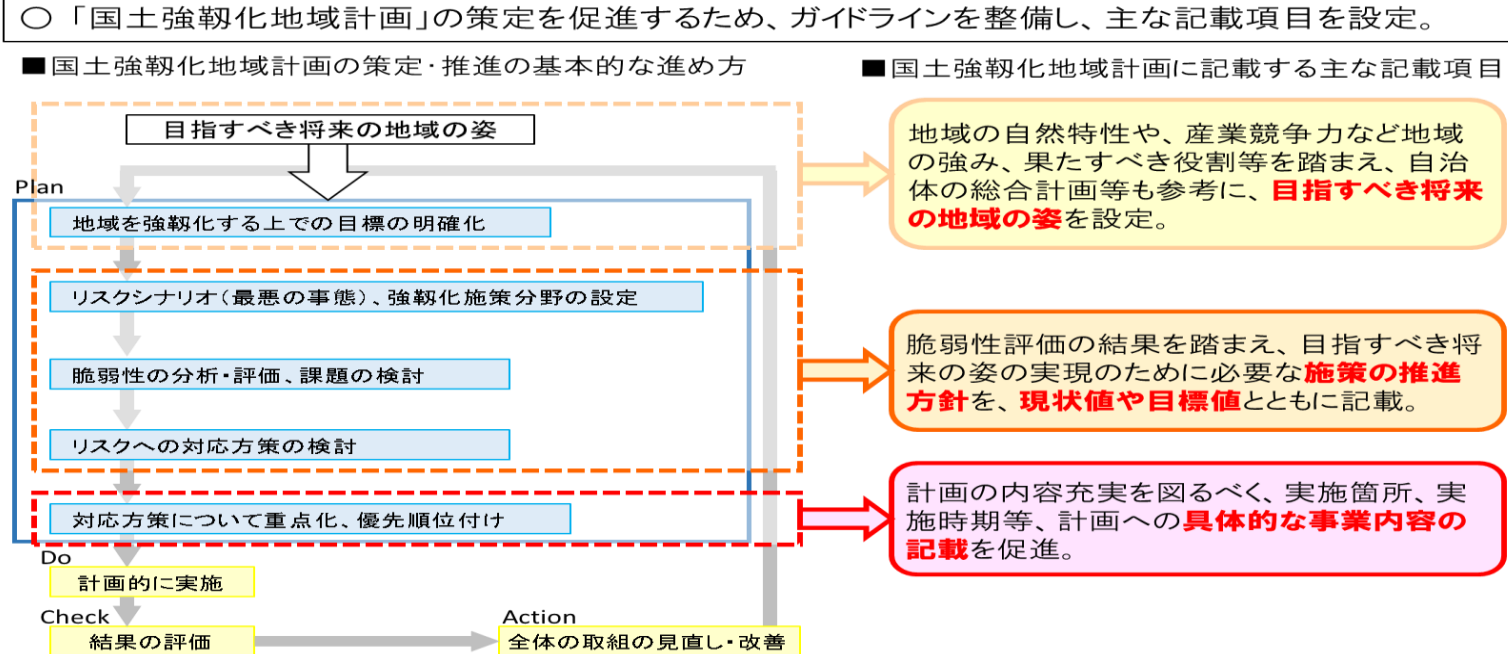 ○「国土強靱化地域計画」の策定を促進するため、ガイドラインを整備し、主な記載項目を設定。
■国土強靱化地域計画の策定・推進の基本的な進め方
目指すべき将来の地域の姿
Plan
地域を強靱化する上での目標の明確化
リスクシナリオ(最悪の事態)、強靱化施策分野の設定
脆弱性の分析・評価、課題の検討
リスクへの対応方策の検討
対応方策について重点化、優先順位付け
Do
計画的に実施
Check
結果の評価
Action
全体の取組の見直し・改善
■国土強靱化地域計画に記載する主な記載項目
地域の自然特性や、産業競争力など地域
の強み、果たすべき役割等を踏まえ、自治
体の総合計画等も参考に、目指すべき将来
の地域の姿を設定。
脆弱性評価の結果を踏まえ、目指すべき将
来の姿の実現のために必要な施策の推進
方針を、現状値や目標値とともに記載。
計画の内容充実を図るべく、実施箇所、実
施時期等、計画への具体的な事業内容の
記載を促進。